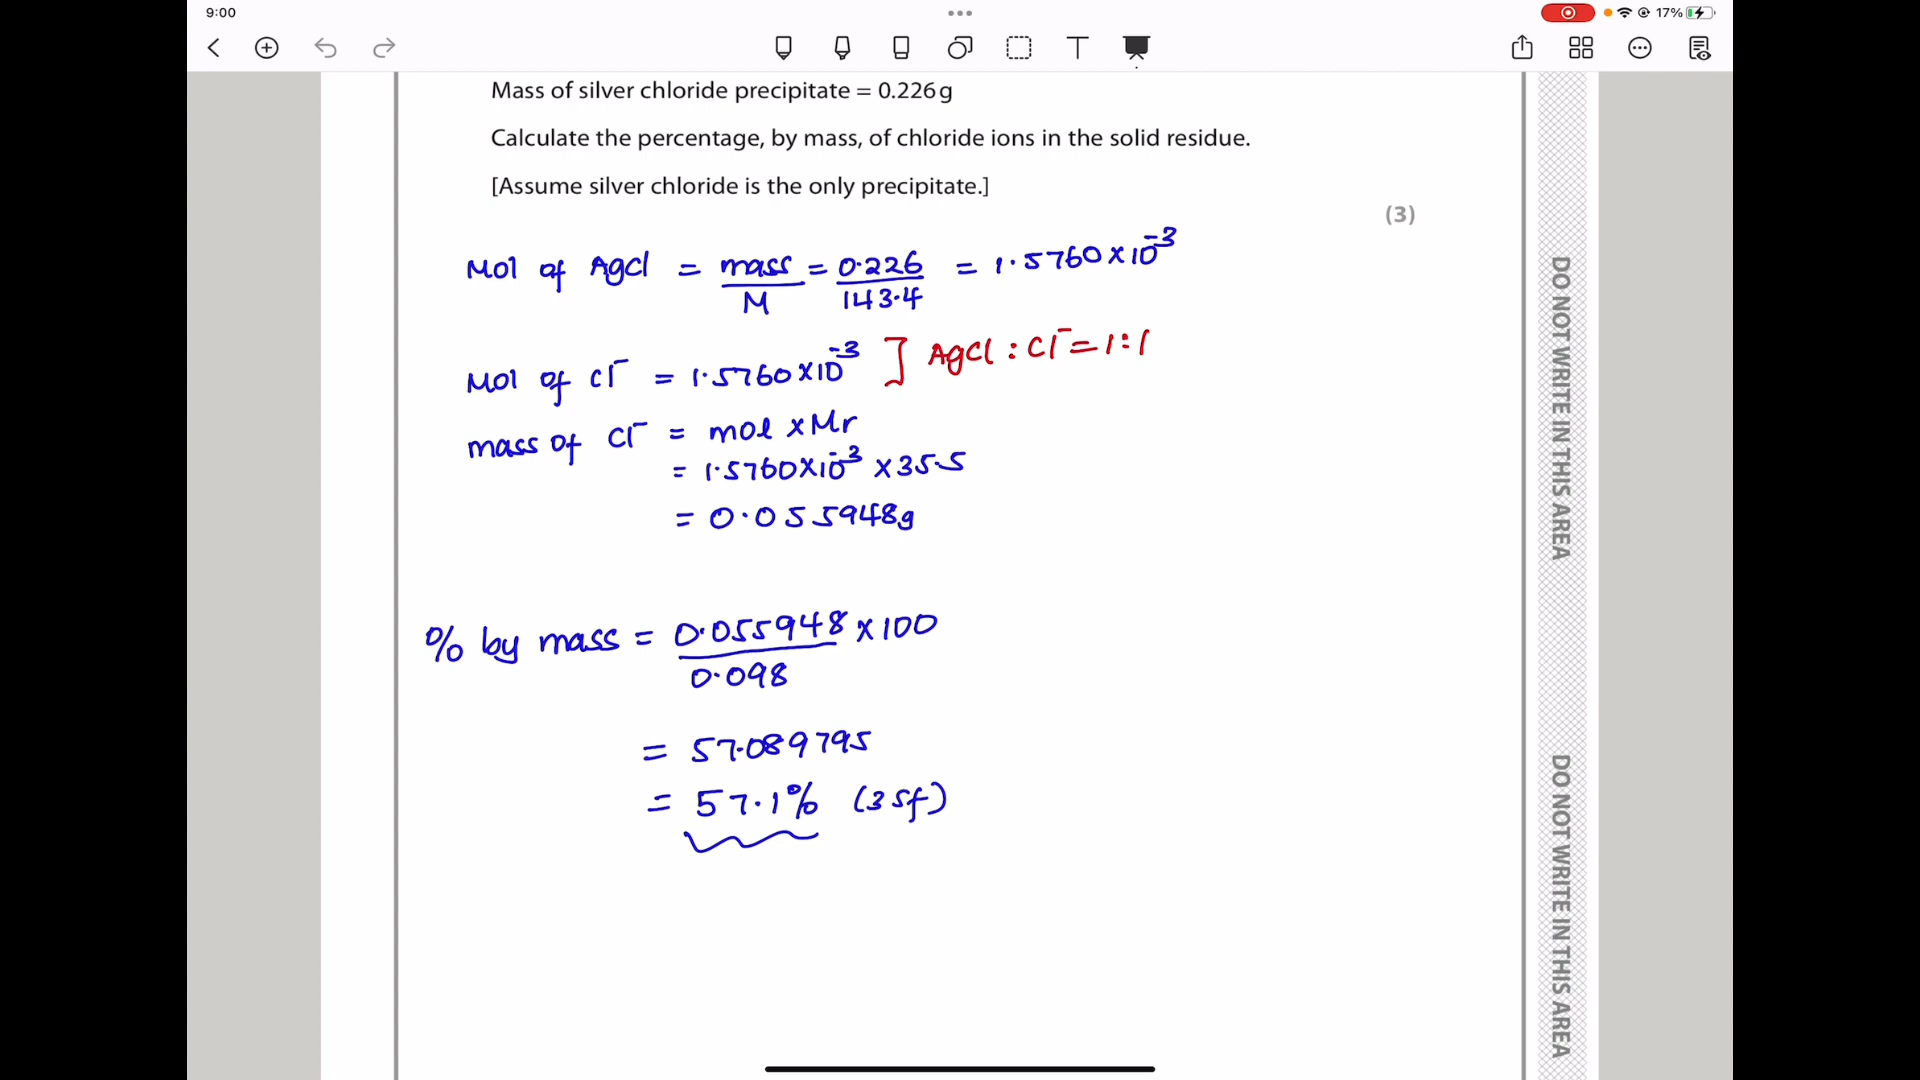 9:00
17%
Mass of silver chloride precipitate = 0.226 g
Calculate the percentage, by mass, of chloride ions in the solid residue.
[Assume silver chloride is the only precipitate.]
(3)
Mol of AgCl = mass/M = 0.226/143.4 = 1.5760 × 10⁻³
Mol of Cl⁻ = 1.5760 × 10⁻³ ] AgCl : Cl⁻ = 1:1
mass of Cl⁻ = mol × Mr
= 1.5760 × 10⁻³ × 35.5
= 0.055948g
% by mass = 0.055948/0.098 × 100
= 57.089795
= 57.1% (3 sf)
DO NOT WRITE IN THIS AREA
DO NOT WRITE IN THIS AREA